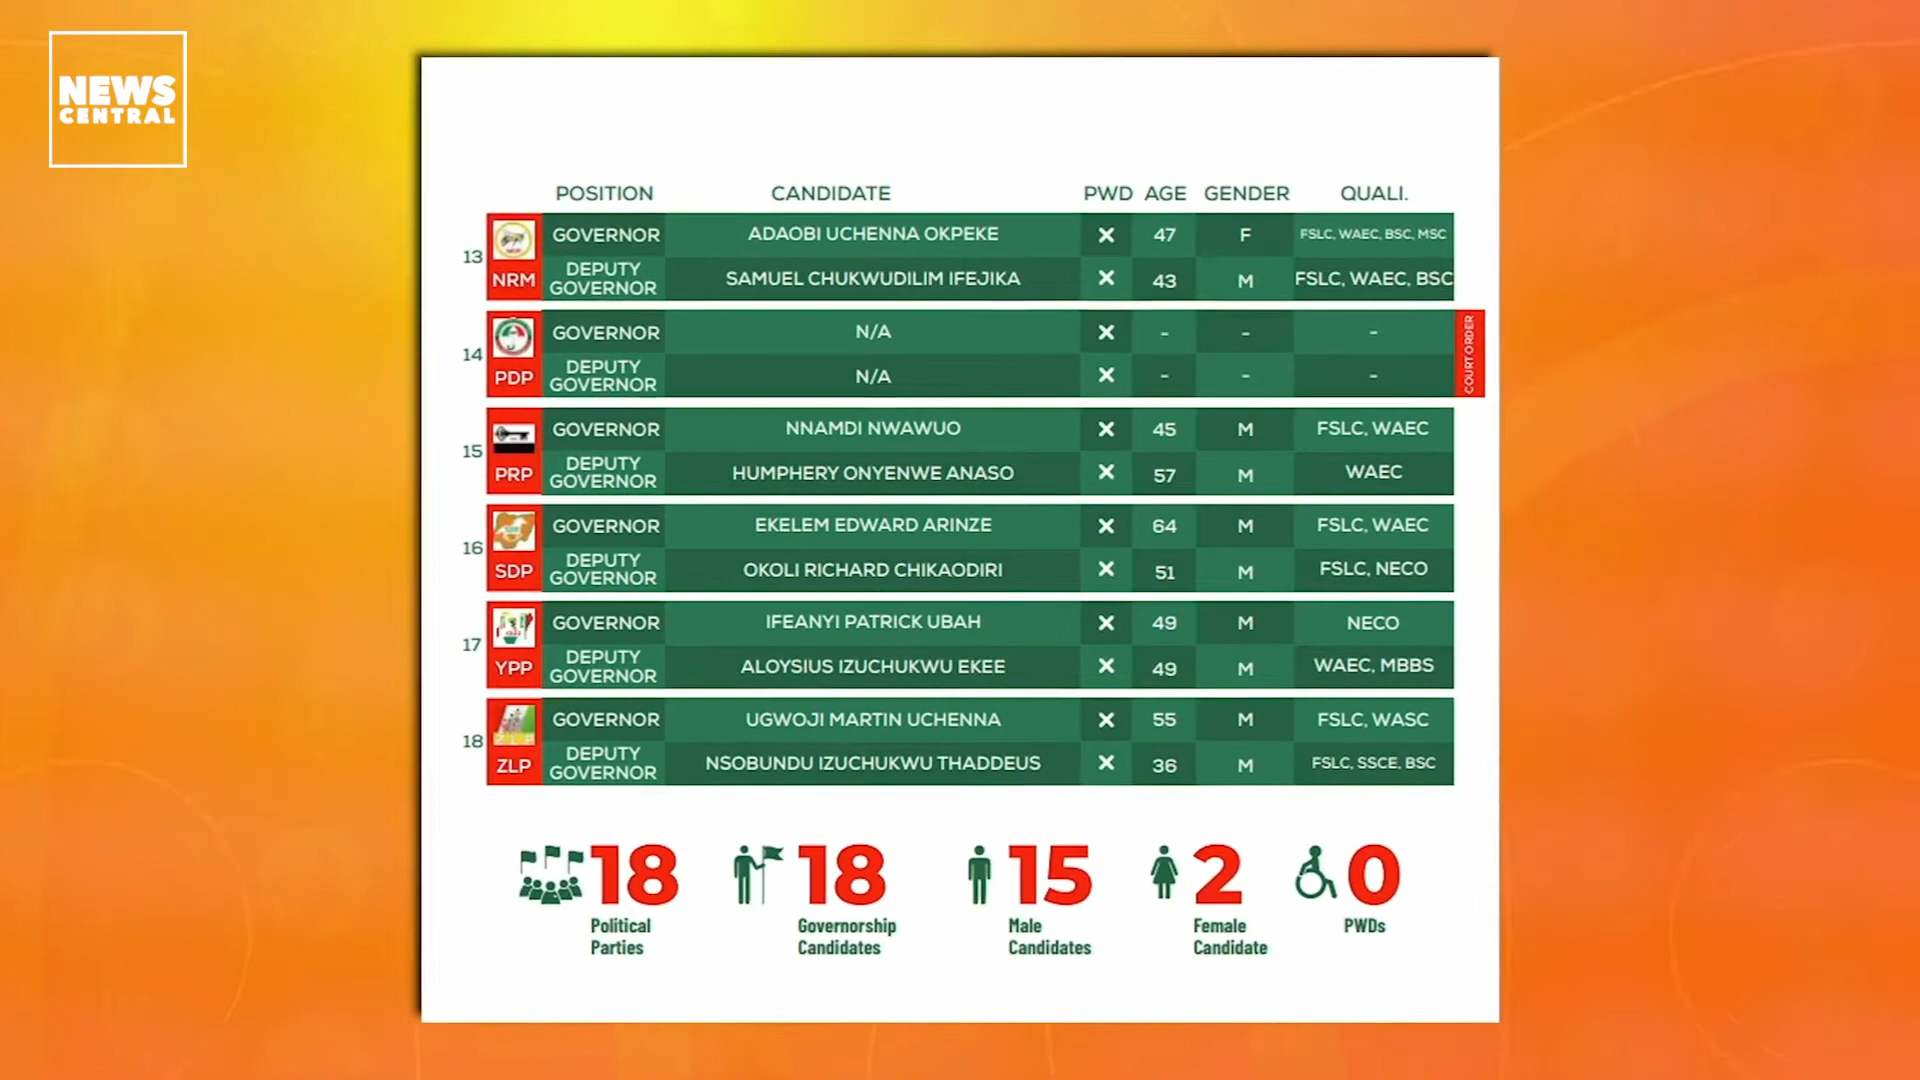 NEWS
CENTRAL
POSITION CANDIDATE PWD AGE GENDER QUALI.
13 NRM
GOVERNOR ADAOBI UCHENNA OKPEKE X 47 F FSLC, WAEC, BSC, MSC
DEPUTY GOVERNOR SAMUEL CHUKWUDILIM IFEJIKA X 43 M FSLC, WAEC, BSC
14 PDP
GOVERNOR N/A X - - -
DEPUTY GOVERNOR N/A X - - -
COURT ORDER
15 PRP
GOVERNOR NNAMDI NWAWUO X 45 M FSLC, WAEC
DEPUTY GOVERNOR HUMPHERY ONYENWE ANASO X 57 M WAEC
16 SDP
GOVERNOR EKELEM EDWARD ARINZE X 64 M FSLC, WAEC
DEPUTY GOVERNOR OKOLI RICHARD CHIKAODIRI X 51 M FSLC, NECO
17 YPP
GOVERNOR IFEANYI PATRICK UBAH X 49 M NECO
DEPUTY GOVERNOR ALOYSIUS IZUCHUKWU EKEE X 49 M WAEC, MBBS
18 ZLP
GOVERNOR UGWOJI MARTIN UCHENNA X 55 M FSLC, WASC
DEPUTY GOVERNOR NSOBUNDU IZUCHUKWU THADDEUS X 36 M FSLC, SSCE, BSC
18 Political Parties
18 Governorship Candidates
15 Male Candidates
2 Female Candidate
0 PWDs